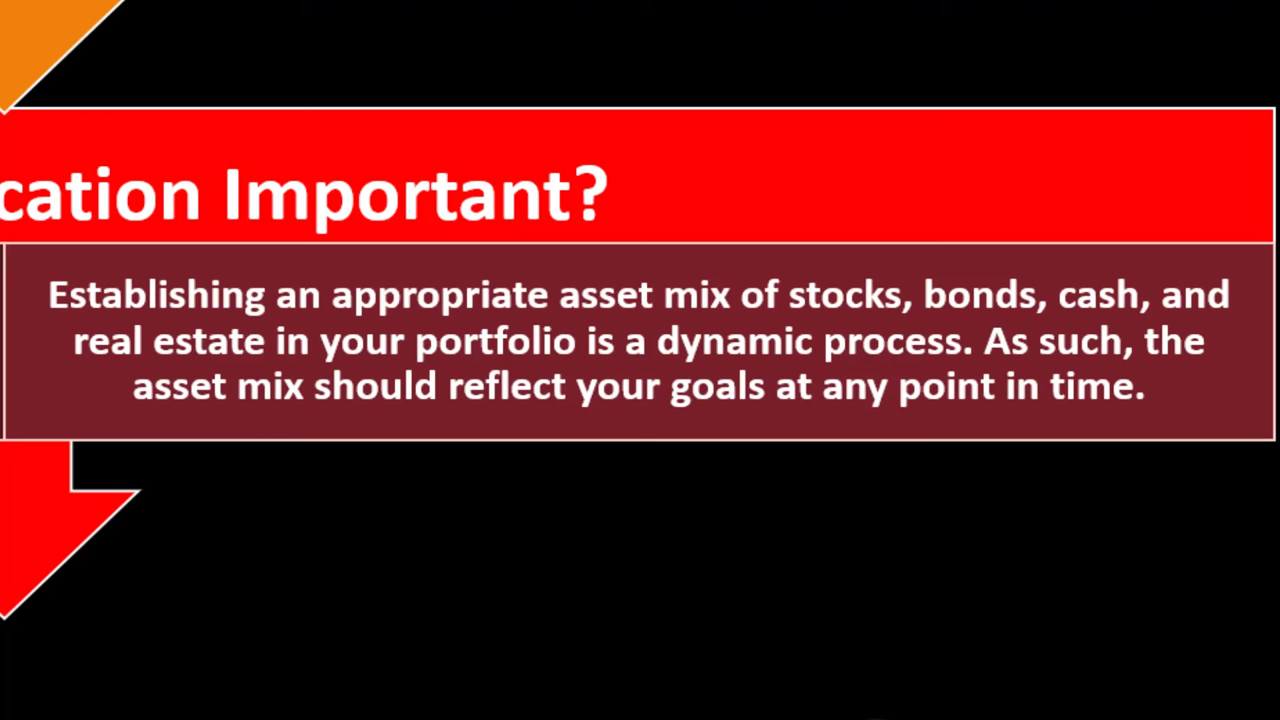 cation Important?
Establishing an appropriate asset mix of stocks, bonds, cash, and
real estate in your portfolio is a dynamic process. As such, the
asset mix should reflect your goals at any point in time.